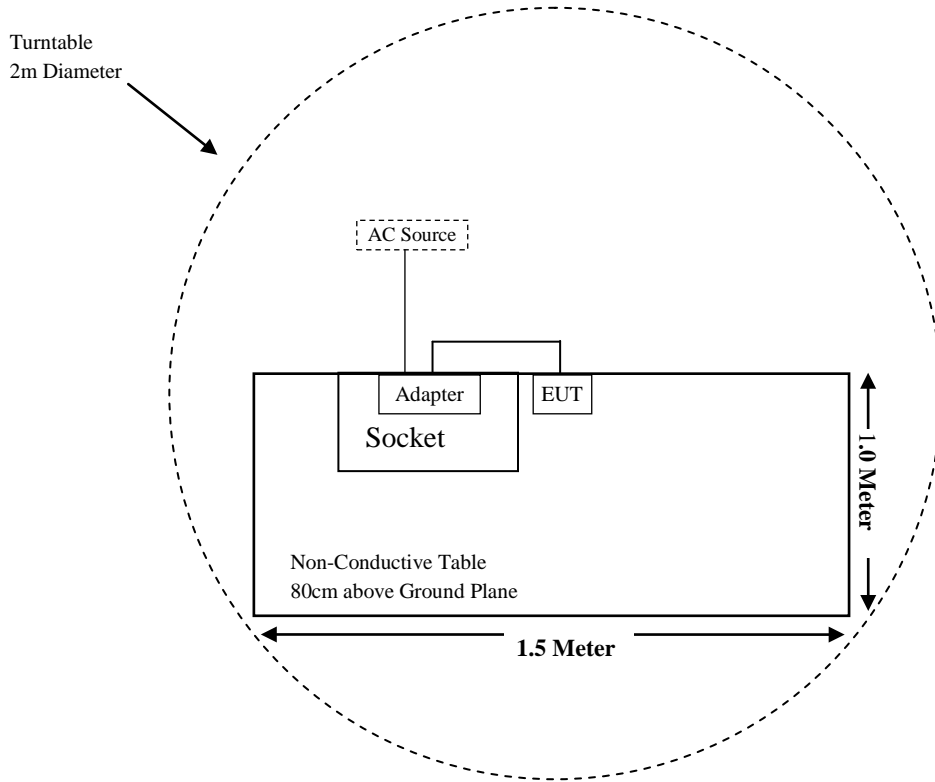 Turntable
2m Diameter
AC Source
Adapter
EUT
Socket
1.0 Meter
Non-Conductive Table
80cm above Ground Plane
1.5 Meter